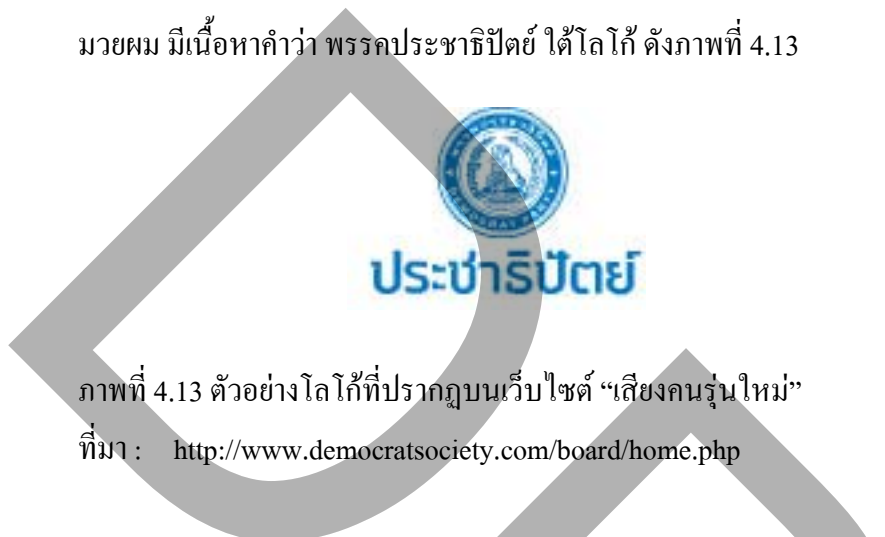 มวยผม มีเนื้อหาคำว่า พรรคประชาธิปัตย์ ใต้โลโก้ ดังภาพที่ 4.13
ประชาธิปัตย์
ภาพที่ 4.13 ตัวอย่างโลโก้ที่ปรากฏบนเว็บไซต์ “เสียงคนรุ่นใหม่”
ที่มา : http://www.democratsociety.com/board/home.php